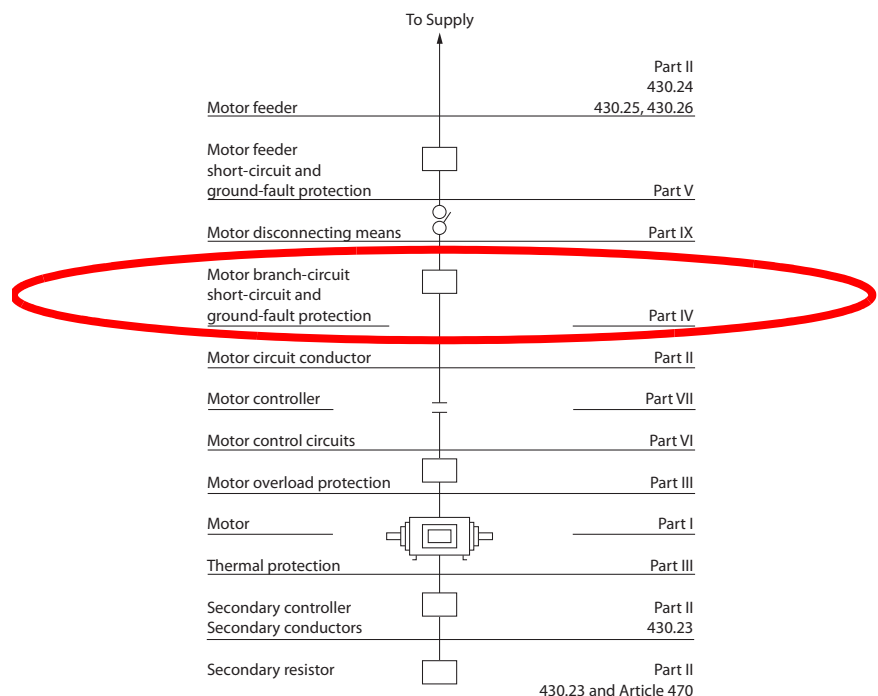 To Supply
Part II
430.24
Motor feeder 430.25, 430.26
Motor feeder
short-circuit and
ground-fault protection Part V
Motor disconnecting means Part IX
Motor branch-circuit
short-circuit and
ground-fault protection Part IV
Motor circuit conductor Part II
Motor controller Part VII
Motor control circuits Part VI
Motor overload protection Part III
Motor Part I
Thermal protection Part III
Secondary controller Part II
Secondary conductors 430.23
Secondary resistor Part II
430.23 and Article 470